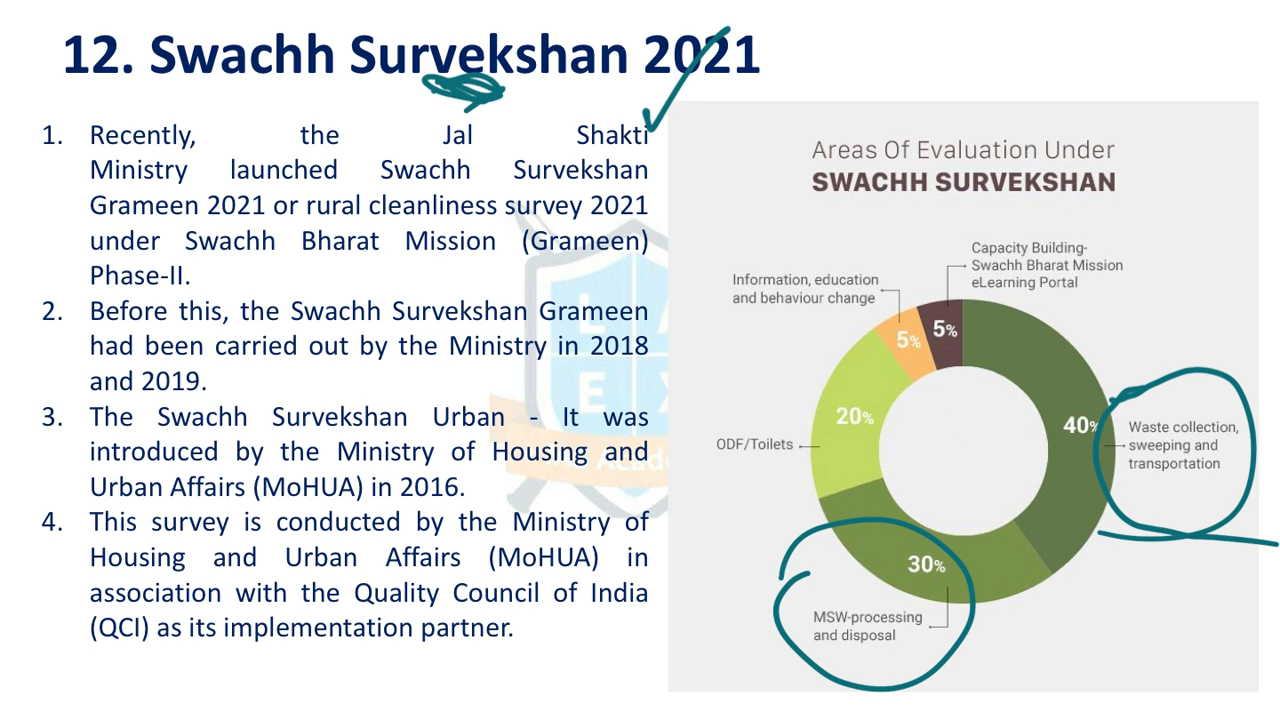 12. Swachh Survekshan 2021
1. Recently, the Jal Shakti
Ministry launched Swachh Survekshan
Grameen 2021 or rural cleanliness survey 2021
under Swachh Bharat Mission (Grameen)
Phase-II.
2. Before this, the Swachh Survekshan Grameen
had been carried out by the Ministry in 2018
and 2019.
3. The Swachh Survekshan Urban - It was
introduced by the Ministry of Housing and
Urban Affairs (MoHUA) in 2016.
4. This survey is conducted by the Ministry of
Housing and Urban Affairs (MoHUA) in
association with the Quality Council of India
(QCI) as its implementation partner.
Areas Of Evaluation Under
SWACHH SURVEKSHAN
Capacity Building-
Swachh Bharat Mission
eLearning Portal
Information, education
and behaviour change
5%
5%
20%
40%
ODF/Toilets
Waste collection,
sweeping and
transportation
30%
MSW-processing
and disposal